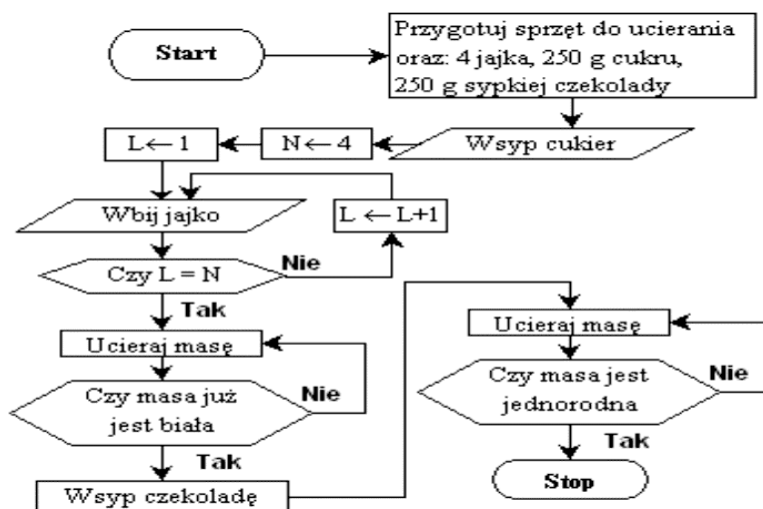 Start
Przygotuj sprzęt do ucierania
oraz: 4 jajka, 250 g cukru,
250 g sypkiej czekolady
Wsyp cukier
N ← 4
L ← 1
Wbij jajko
L ← L+1
Czy L = N
Nie
Tak
Ucieraj masę
Czy masa już
jest biała
Nie
Tak
Wsyp czekoladę
Ucieraj masę
Czy masa jest
jednorodna
Nie
Tak
Stop